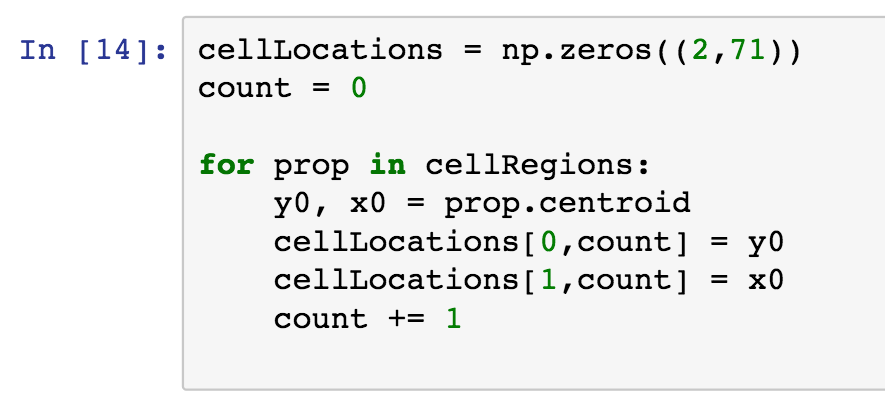 In [14]: cellLocations = np.zeros((2,71))
count = 0
for prop in cellRegions:
    y0, x0 = prop.centroid
    cellLocations[0,count] = y0
    cellLocations[1,count] = x0
    count += 1